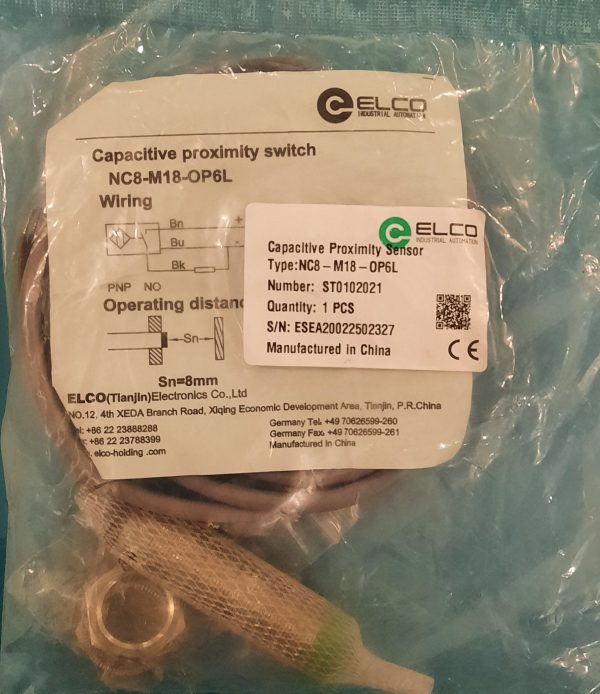 ELCO
INDUSTRIAL AUTOMATION
Capacitive proximity switch
NC8-M18-OP6L
Wiring
Bn +
Bu -
Bk
PNP NO
Operating distanc
Sn
Sn=8mm
ELCO(Tianjin)Electronics Co.,Ltd
NO.12, 4th XEDA Branch Road, Xiqing Economic Development Area, Tianjin, P.R.China
+86 22 23888288
+86 22 23788399
elco-holding .com
Germany Tel: +49 70626599-260
Germany Fax: +49 70626599-261
Manufactured in China
ELCO
INDUSTRIAL AUTOMATION
Capacitive Proximity Sensor
Type:NC8-M18-OP6L
Number: ST0102021
Quantity: 1 PCS
S/N: ESEA20022502327
Manufactured in China
CE